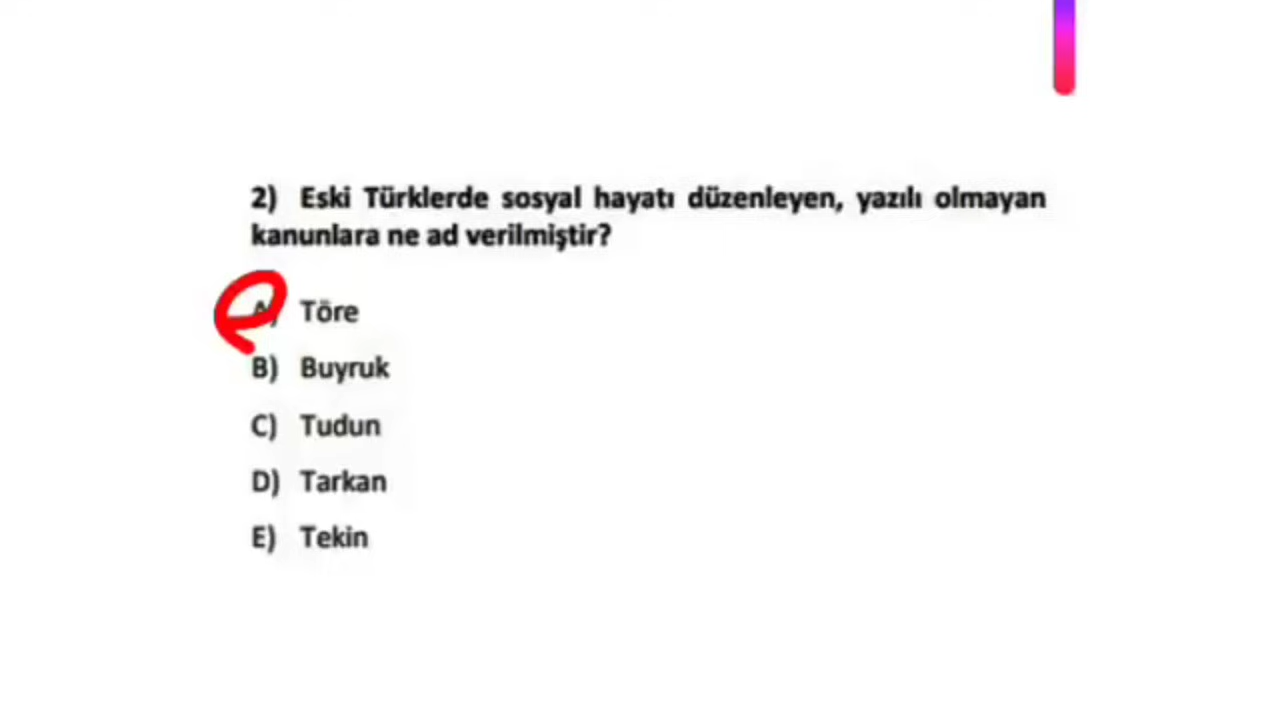 2) Eski Türklerde sosyal hayatı düzenleyen, yazılı olmayan
kanunlara ne ad verilmiştir?
A) Töre
B) Buyruk
C) Tudun
D) Tarkan
E) Tekin